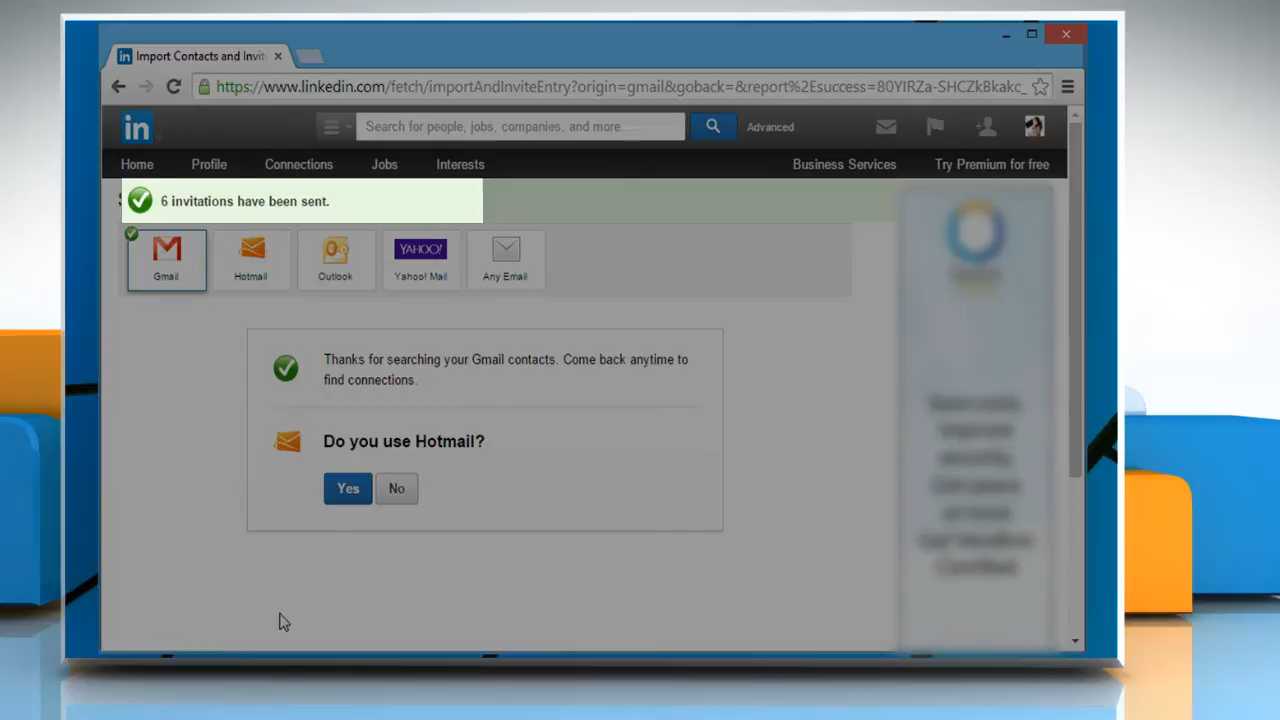 in Import Contacts and Invit
https://www.linkedin.com/fetch/importAndInviteEntry?origin=gmail&goback=&report%2Esuccess=80YIRZa-SHCZkBkakc_
in Search for people, jobs, companies, and more... Advanced
Home Profile Connections Jobs Interests Business Services Try Premium for free
6 invitations have been sent.
YAHOO!
Gmail Hotmail Outlook Yahoo! Mail Any Email
Thanks for searching your Gmail contacts. Come back anytime to
find connections.
Do you use Hotmail?
Yes No